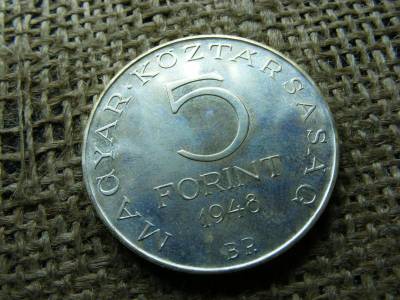 MAGYAR · KÖZTÁRSASÁG
5
FORINT
1948
BP.